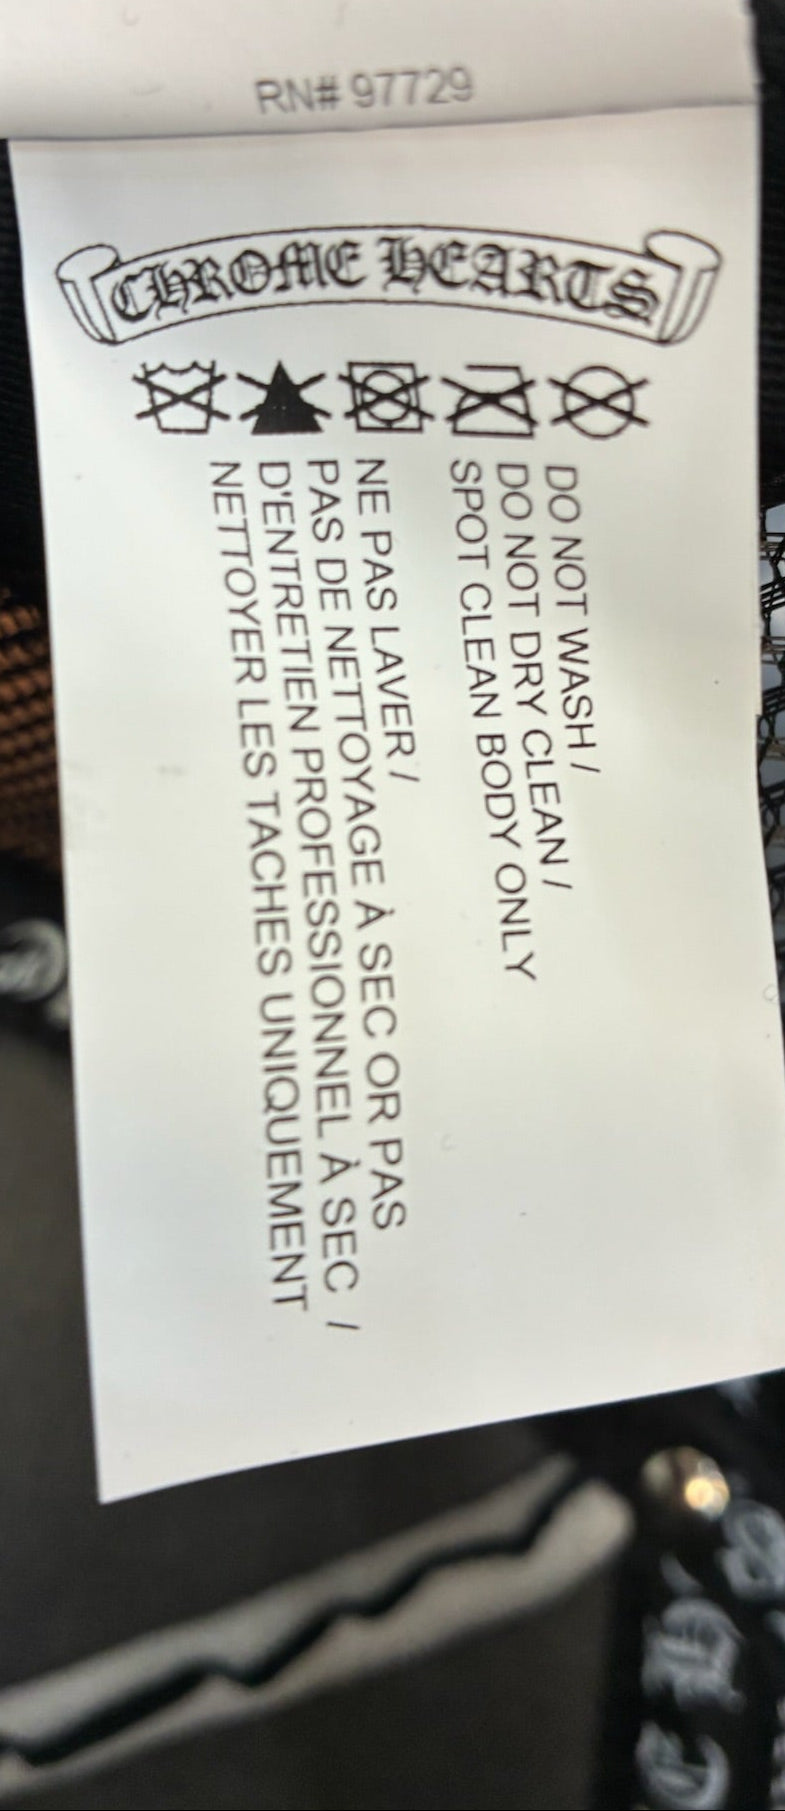 RN# 97729
CHROME HEARTS
DO NOT WASH /
DO NOT DRY CLEAN /
SPOT CLEAN BODY ONLY
NE PAS LAVER /
PAS DE NETTOYAGE À SEC OR PAS
D'ENTRETIEN PROFESSIONNEL À SEC /
NETTOYER LES TACHES UNIQUEMENT